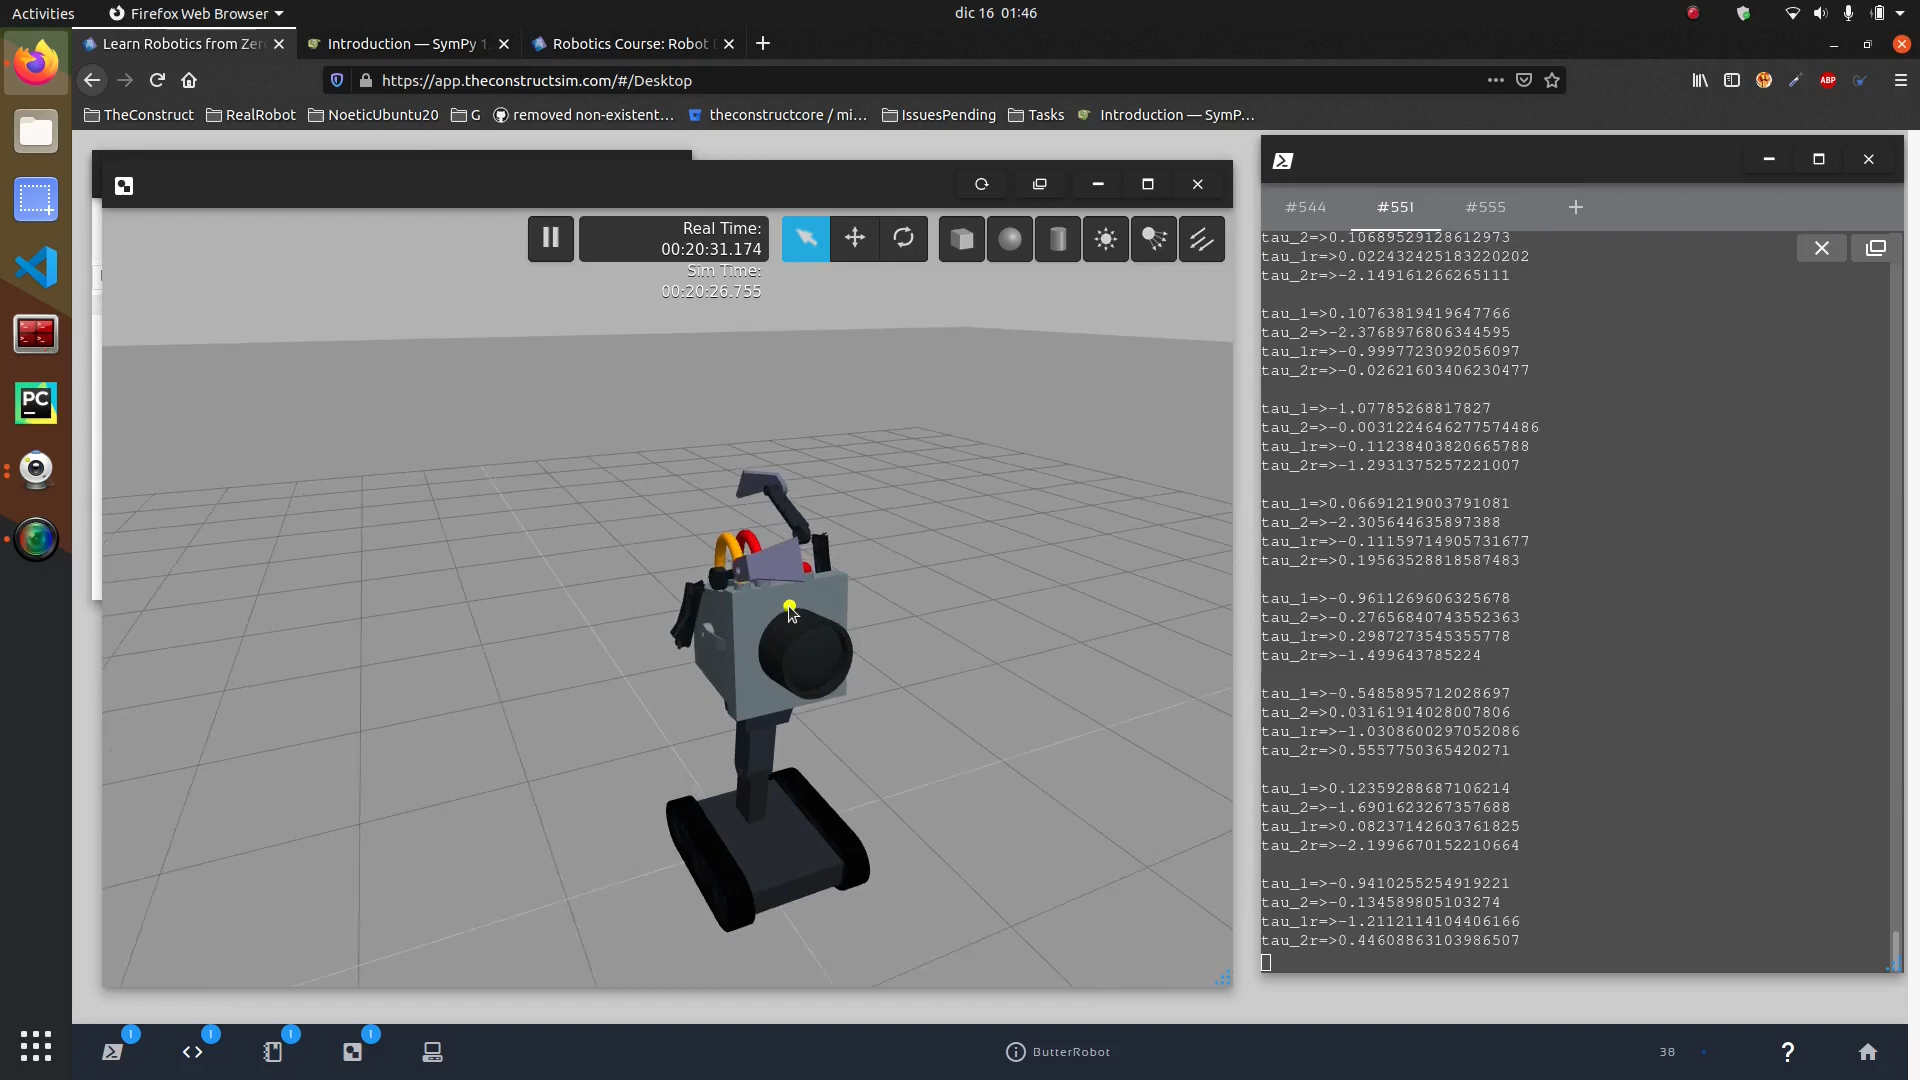 Activities
Firefox Web Browser
dic 16 01:46
Learn Robotics from Zer
Introduction — SymPy 1.
Robotics Course: Robot
https://app.theconstructsim.com/#/Desktop
ABP
TheConstruct
RealRobot
NoeticUbuntu20
G
removed non-existent...
theconstructcore / mi...
IssuesPending
Tasks
Introduction — SymP...
#544
#551
#555
Real Time:
00:20:31.174
Sim Time:
00:20:26.755
tau_2=>0.10689529128612973
tau_1r=>0.022432425183220202
tau_2r=>-2.149161266265111
tau_1=>0.10763819419647766
tau_2=>-2.3768976806344595
tau_1r=>-0.9997723092056097
tau_2r=>-0.02621603406230477
tau_1=>-1.07785268817827
tau_2=>-0.0031224646277574486
tau_1r=>-0.11238403820665788
tau_2r=>-1.2931375257221007
tau_1=>0.06691219003791081
tau_2=>-2.305644635897388
tau_1r=>-0.11159714905731677
tau_2r=>0.19563528818587483
tau_1=>-0.9611269606325678
tau_2=>-0.27656840743552363
tau_1r=>0.2987273545355778
tau_2r=>-1.499643785224
tau_1=>-0.5485895712028697
tau_2=>0.03161914028007806
tau_1r=>-1.0308600297052086
tau_2r=>0.5557750365420271
tau_1=>0.12359288687106214
tau_2=>-1.6901623267357688
tau_1r=>0.08237142603761825
tau_2r=>-2.1996670152210664
tau_1=>-0.9410255254919221
tau_2=>-0.134589805103274
tau_1r=>-1.2112114104406166
tau_2r=>0.44608863103986507
PC
1
1
1
1
ButterRobot
38
?